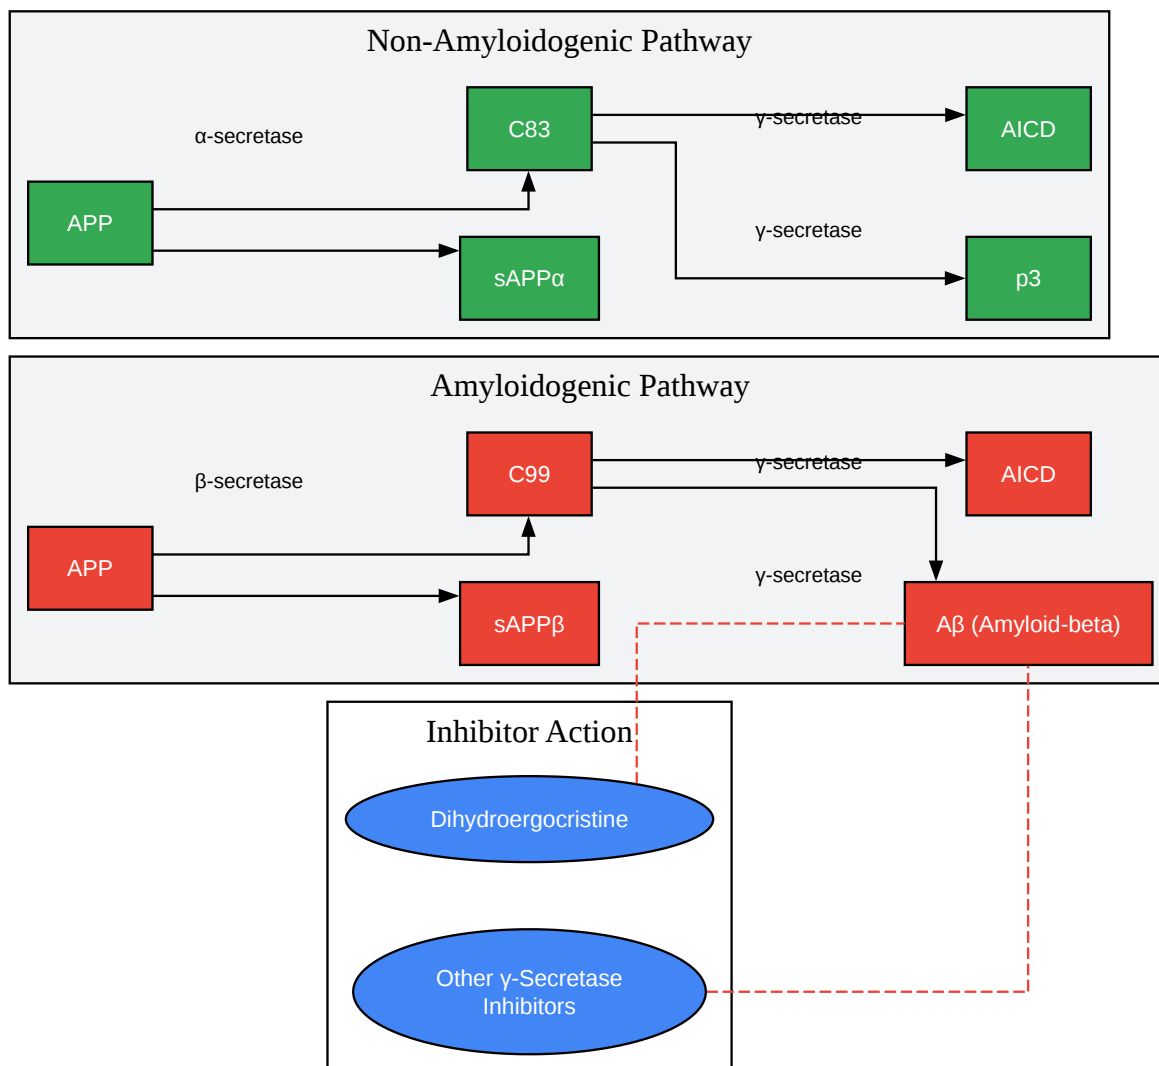 Non-Amyloidogenic Pathway
α-secretase
C83
γ-secretase
AICD
APP
sAPPα
γ-secretase
p3
Amyloidogenic Pathway
β-secretase
C99
γ-secretase
AICD
APP
sAPPβ
γ-secretase
Aβ (Amyloid-beta)
Inhibitor Action
Dihydroergocristine
Other γ-Secretase
Inhibitors